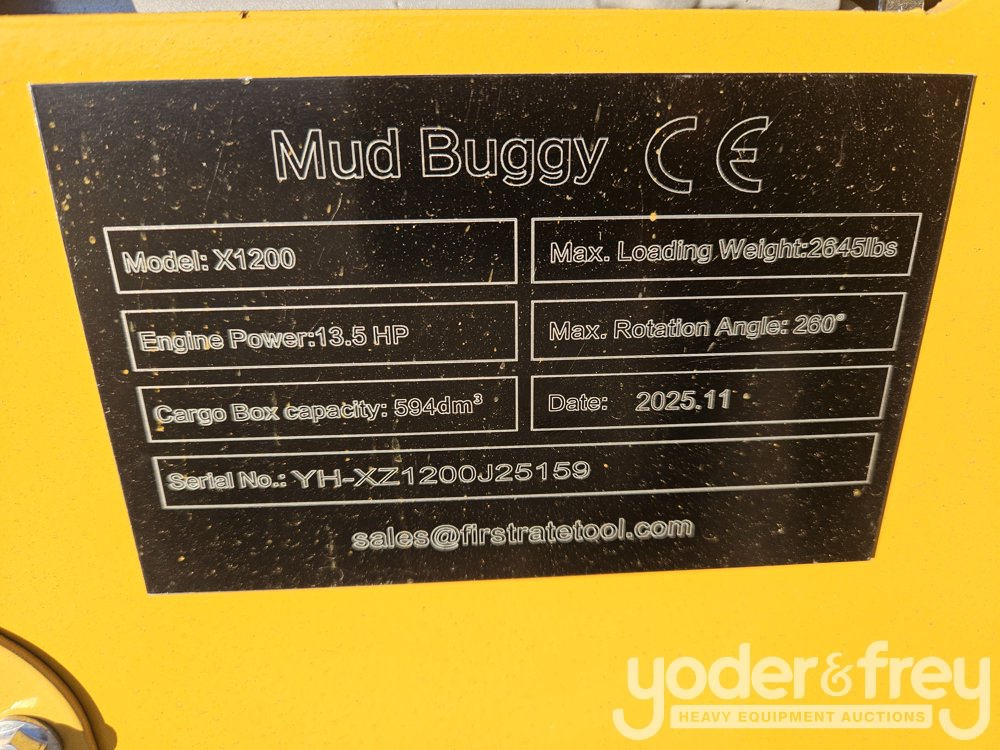 Mud Buggy CE
Model: X1200
Max. Loading Weight:2645lbs
Engine Power:13.5 HP
Max. Rotation Angle: 260°
Cargo Box capacity: 594dm³
Date: 2025.11
Serial No.: YH-XZ1200J25159
sales@firstratetool.com
yoder&frey
HEAVY EQUIPMENT AUCTIONS